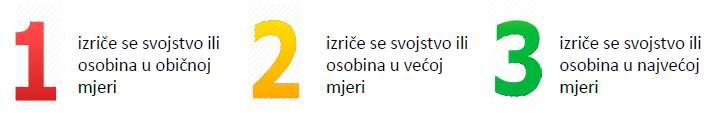 1
izriče se svojstvo ili
osobina u običnoj
mjeri
2
izriče se svojstvo ili
osobina u većoj
mjeri
3
izriče se svojstvo ili
osobina u najvećoj
mjeri